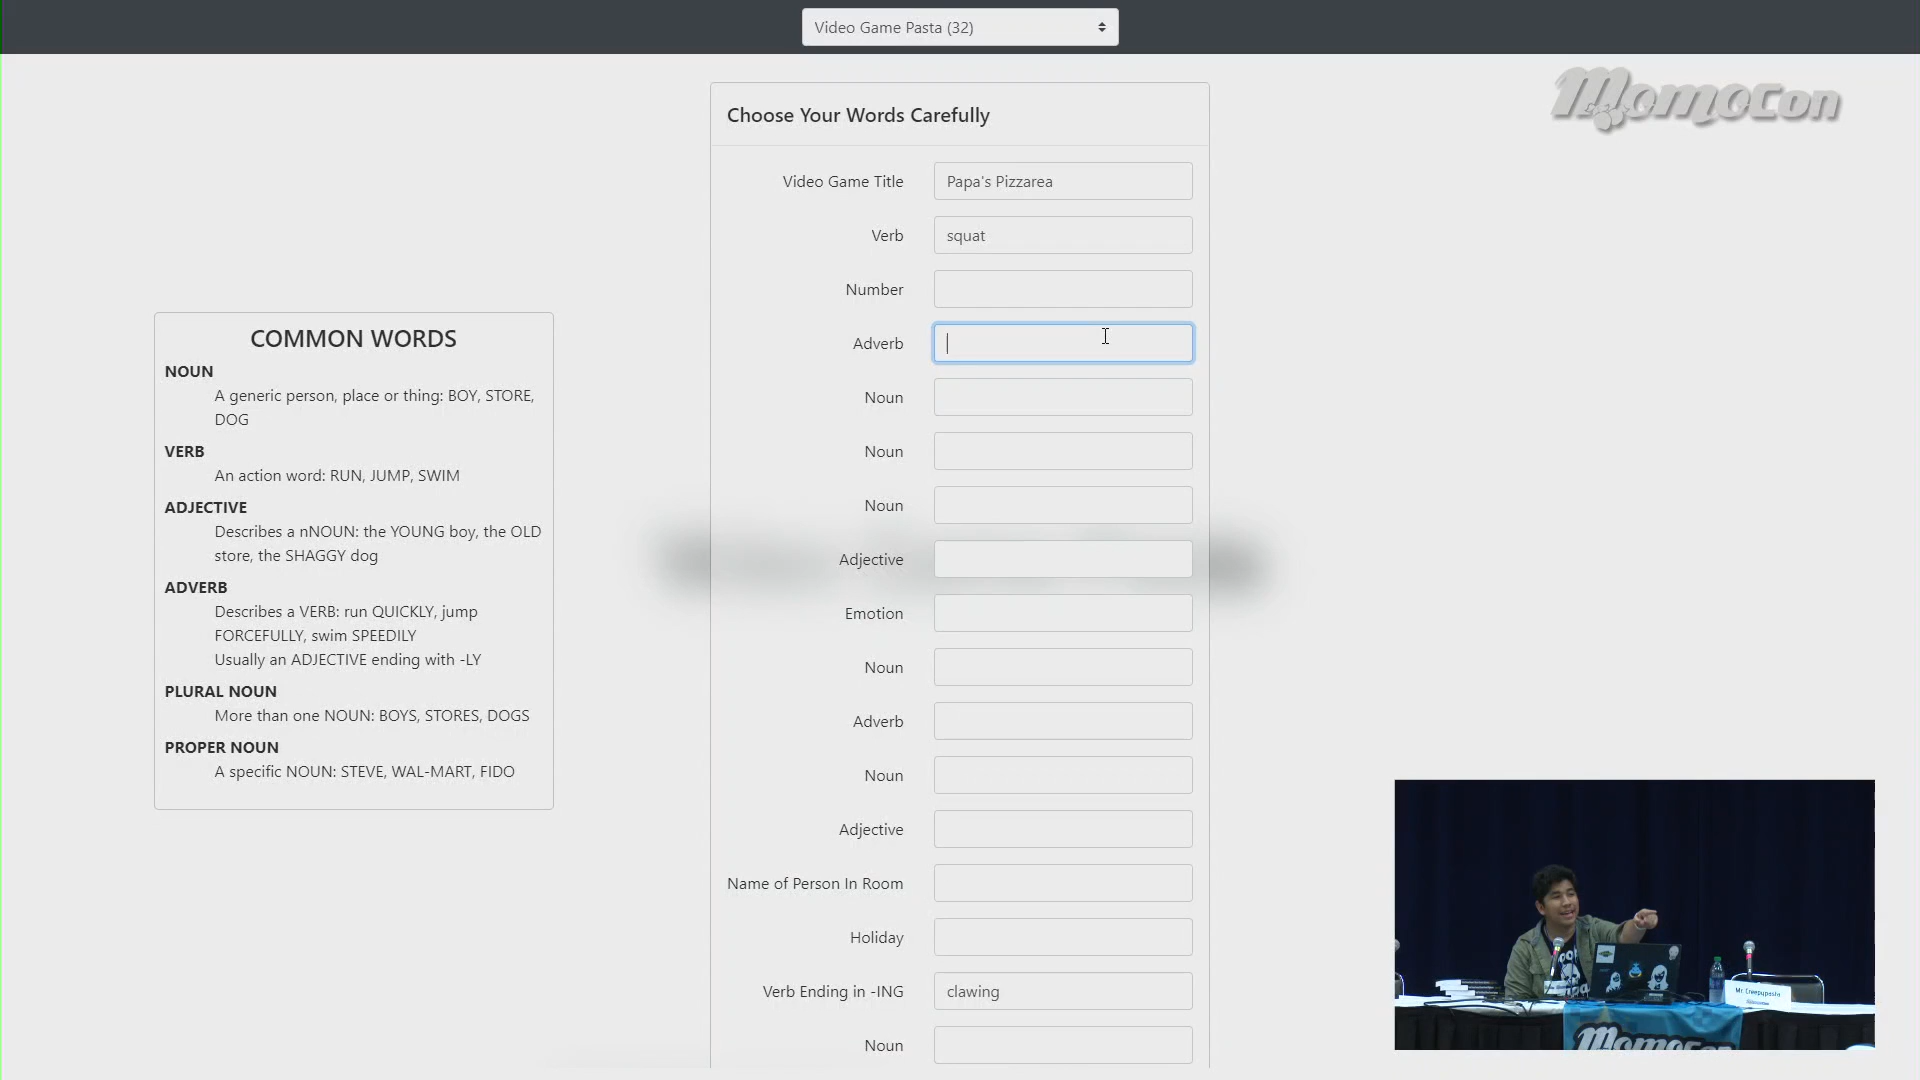 Video Game Pasta (32)
MomoCon
Choose Your Words Carefully
Video Game Title Papa's Pizzarea
Verb squat
Number
Adverb
Noun
Noun
Noun
Adjective
Emotion
Noun
Adverb
Noun
Adjective
Name of Person In Room
Holiday
Verb Ending in -ING clawing
Noun
COMMON WORDS
NOUN
A generic person, place or thing: BOY, STORE,
DOG
VERB
An action word: RUN, JUMP, SWIM
ADJECTIVE
Describes a nNOUN: the YOUNG boy, the OLD
store, the SHAGGY dog
ADVERB
Describes a VERB: run QUICKLY, jump
FORCEFULLY, swim SPEEDILY
Usually an ADJECTIVE ending with -LY
PLURAL NOUN
More than one NOUN: BOYS, STORES, DOGS
PROPER NOUN
A specific NOUN: STEVE, WAL-MART, FIDO
Mr. Creepypasta
MomoCon